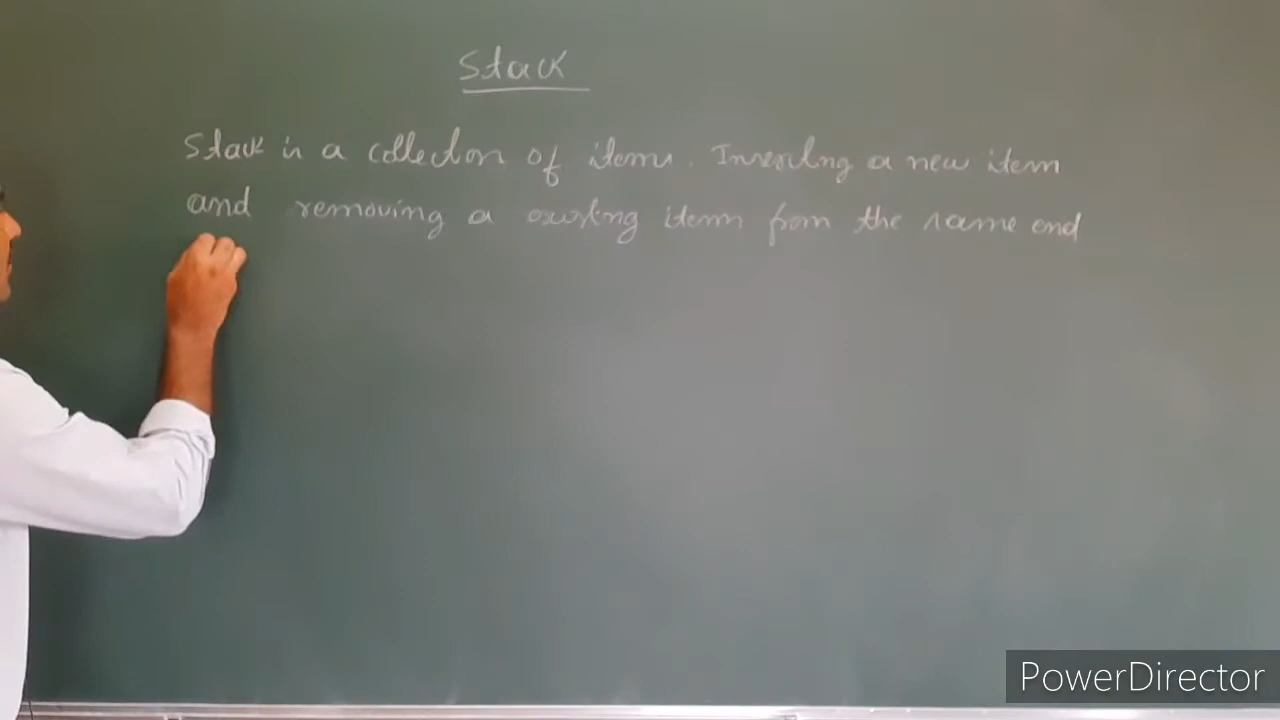 Stack
Stack is a collection of items. Inserting a new item
and removing a existing item from the same end
PowerDirector